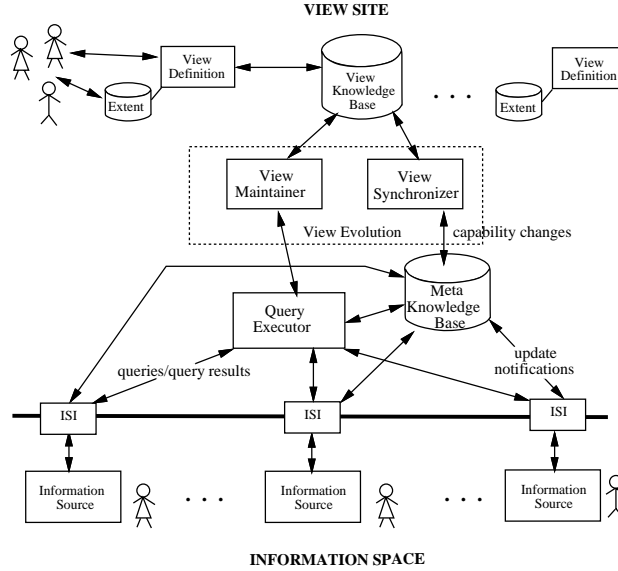 VIEW SITE
View
Definition
View
Knowledge
Base
View
Definition
Extent
. . .
Extent
View
Maintainer
View
Synchronizer
View Evolution
capability changes
Query
Executor
Meta
Knowledge
Base
queries/query results
update
notifications
ISI
ISI
ISI
Information
Source
. . .
Information
Source
. . .
Information
Source
INFORMATION SPACE